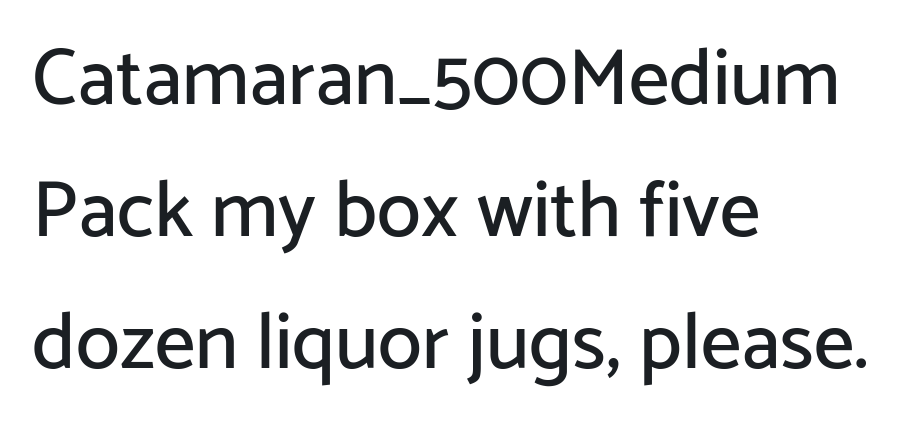 Catamaran_500Medium
Pack my box with five
dozen liquor jugs, please.